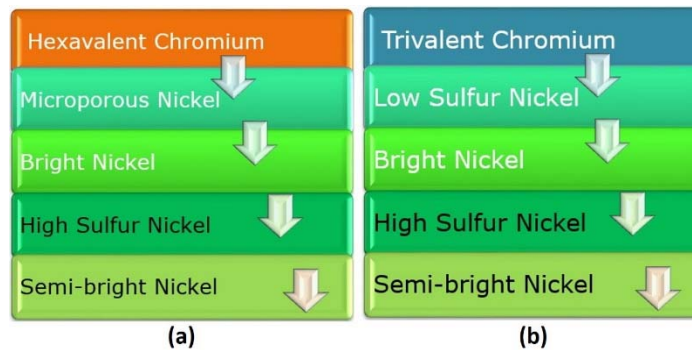 Hexavalent Chromium
Microporous Nickel
Bright Nickel
High Sulfur Nickel
Semi-bright Nickel
(a)
Trivalent Chromium
Low Sulfur Nickel
Bright Nickel
High Sulfur Nickel
Semi-bright Nickel
(b)